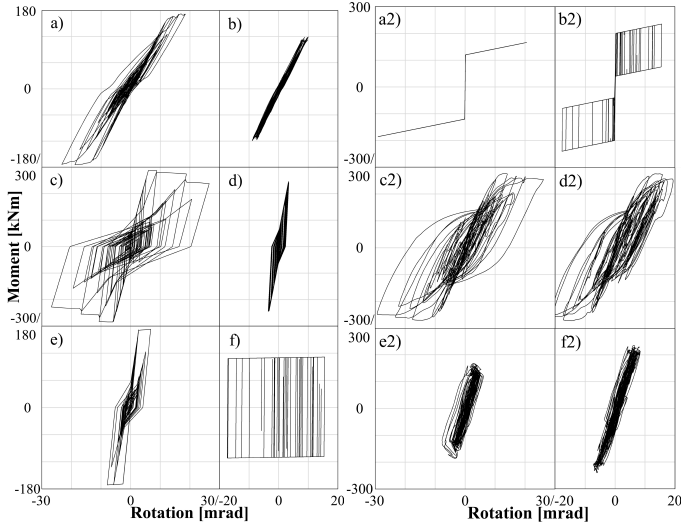 180 a) b) a2) b2)
300
0 0
-180/ -300/
300 c) d) c2) d2)
300
0 0
-300/ -300/
180 e) f) e2) f2)
300
0 0
-180 300
-30 0 30/-20 0 20 -30 0 30/-20 0 20
Moment [kNm]
Rotation [mrad] Rotation [mrad]